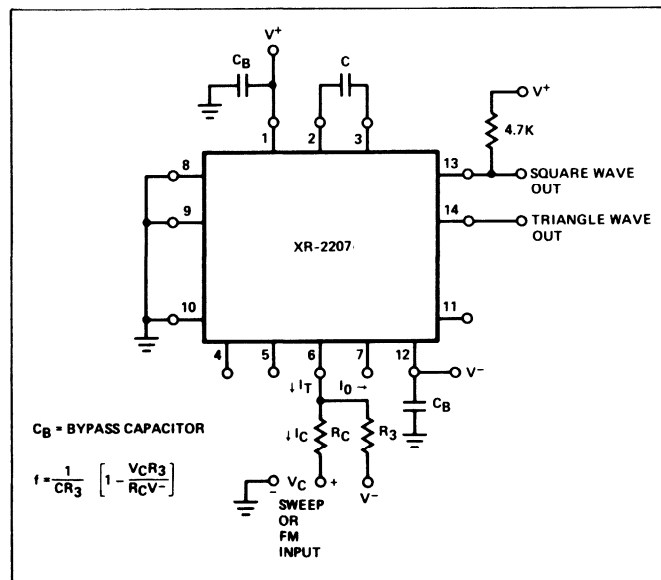 V+
CB
C
V+
4.7K
1
2
3
8
13
SQUARE WAVE
OUT
9
14
TRIANGLE WAVE
OUT
XR-2207
10
11
4
5
6
7
12
↓ IT
I0 →
V−
CB
CB = BYPASS CAPACITOR
↓ IC
RC
R3
f = 1/CR3 [1 − VCR3/RCV−]
− VC +
V−
SWEEP
OR
FM
INPUT